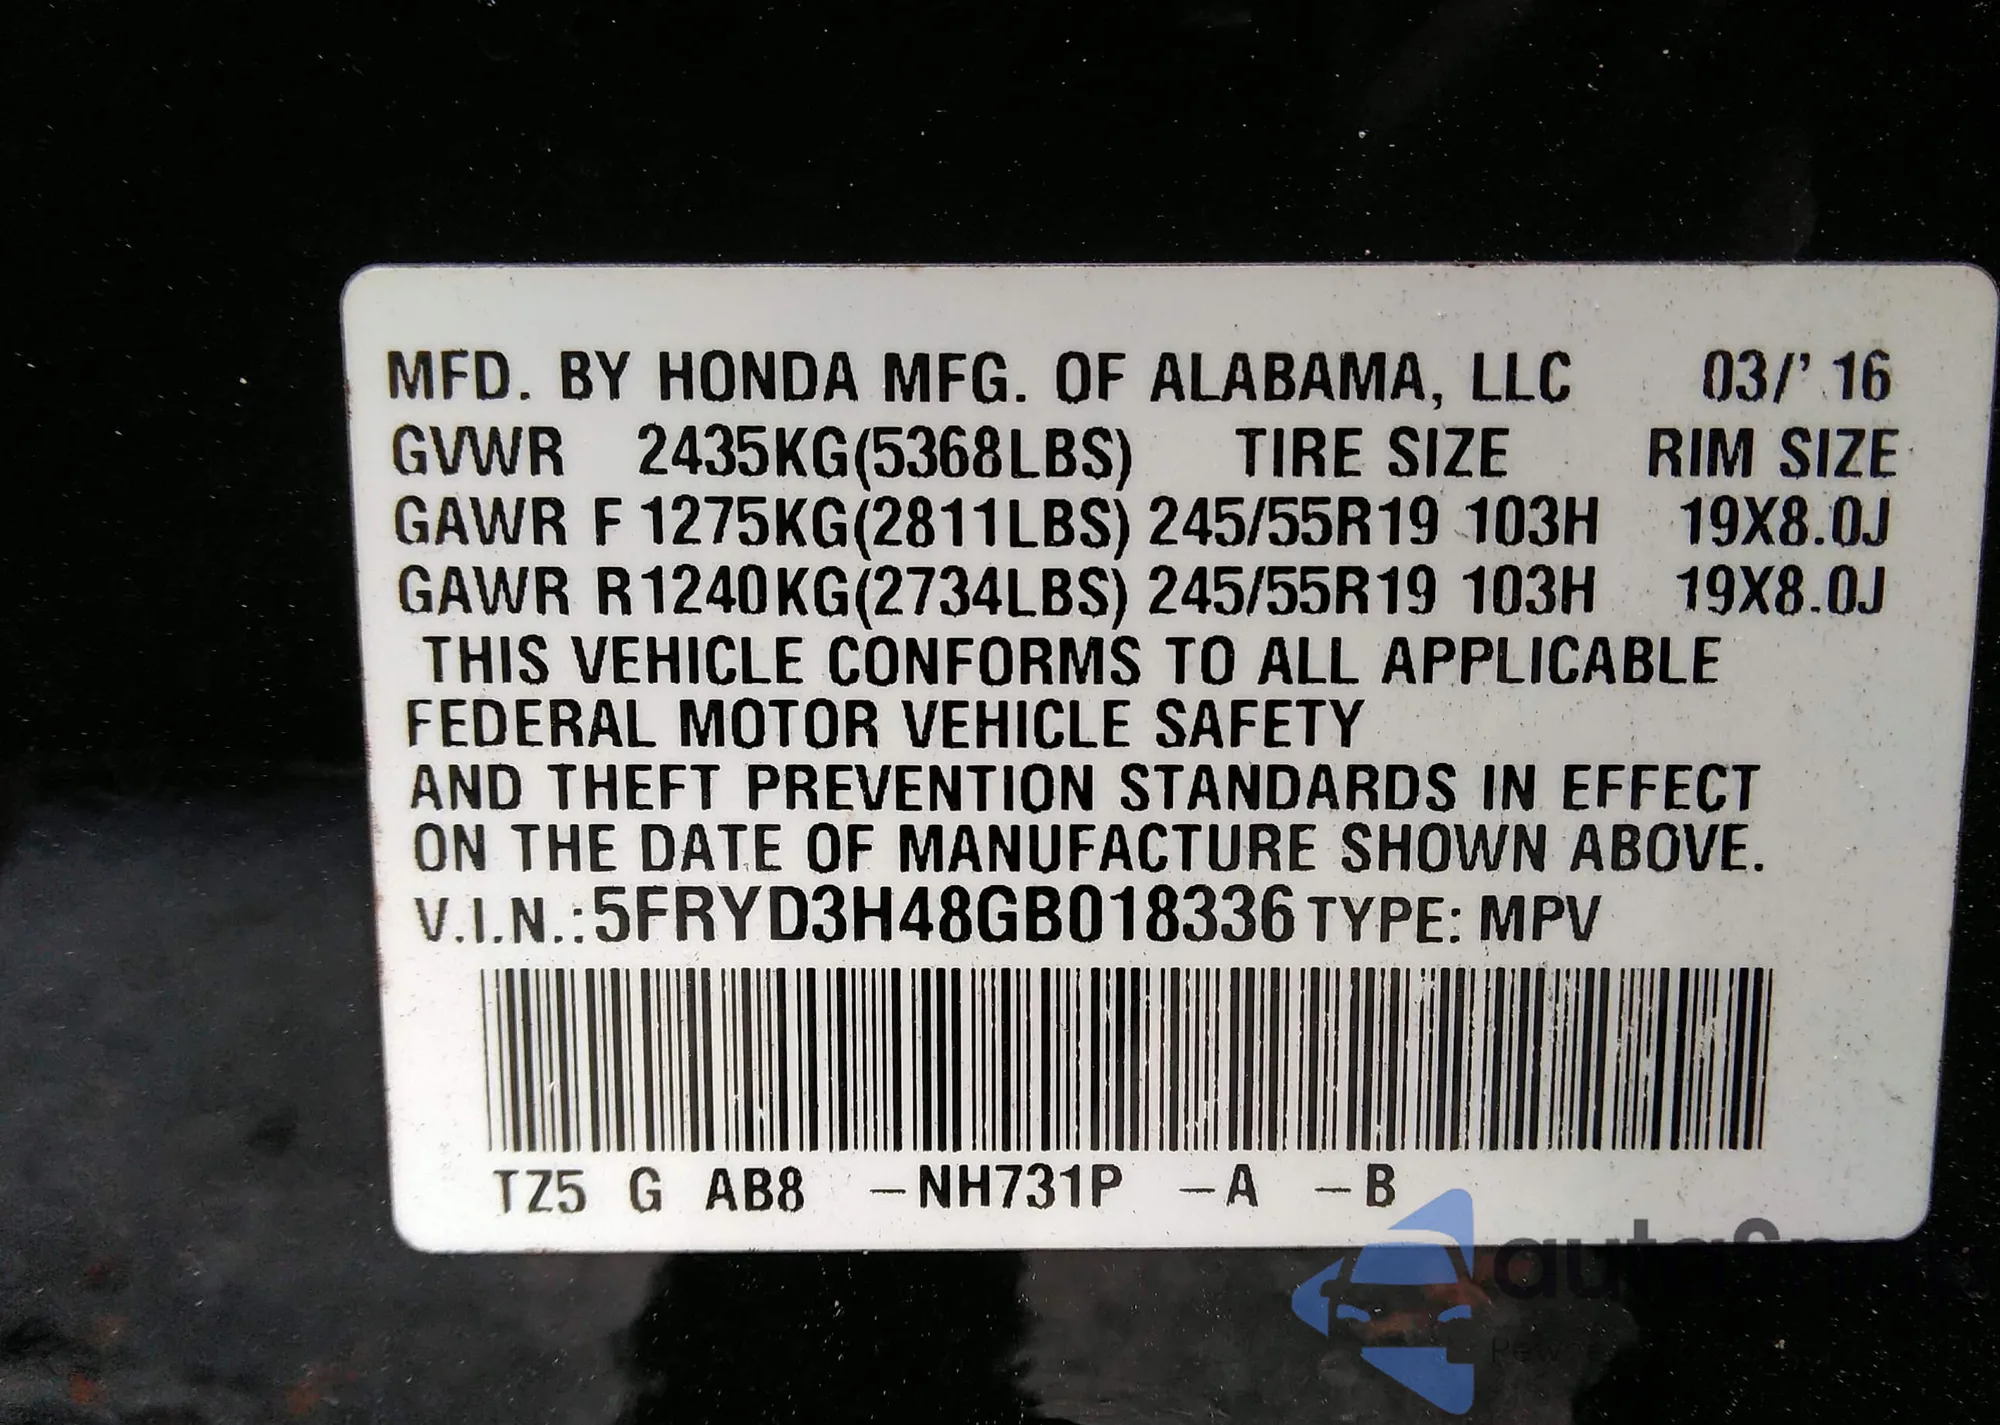 MFD. BY HONDA MFG. OF ALABAMA, LLC 03/' 16
GVWR 2435KG(5368LBS) TIRE SIZE RIM SIZE
GAWR F 1275KG(2811LBS) 245/55R19 103H 19X8.0J
GAWR R1240KG(2734LBS) 245/55R19 103H 19X8.0J
THIS VEHICLE CONFORMS TO ALL APPLICABLE
FEDERAL MOTOR VEHICLE SAFETY
AND THEFT PREVENTION STANDARDS IN EFFECT
ON THE DATE OF MANUFACTURE SHOWN ABOVE.
V.I.N.:5FRYD3H48GB018336 TYPE: MPV
TZ5 G AB8 -NH731P -A -B